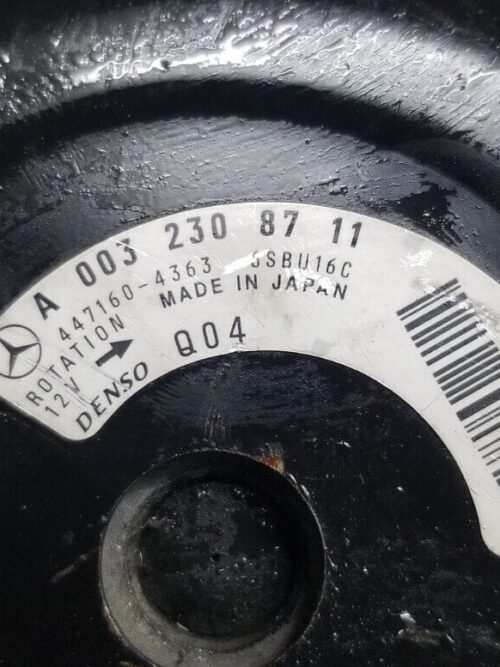 A 003 230 87 11
447160-4363 5SBU16C
ROTATION MADE IN JAPAN
12V
DENSO Q04